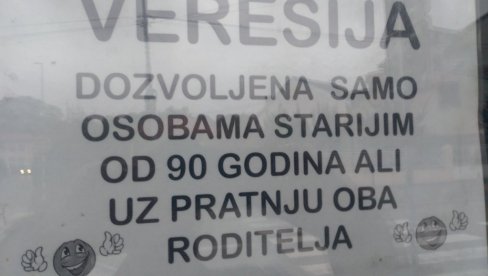 VERESIJA
DOZVOLJENA SAMO
OSOBAMA STARIJIM
OD 90 GODINA ALI
UZ PRATNJU OBA
RODITELJA